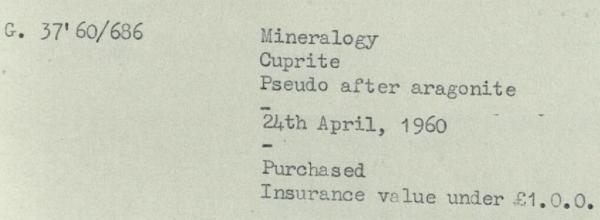 G. 37'60/686
Mineralogy
Cuprite
Pseudo after aragonite
-
24th April, 1960
-
Purchased
Insurance value under £1.0.0.